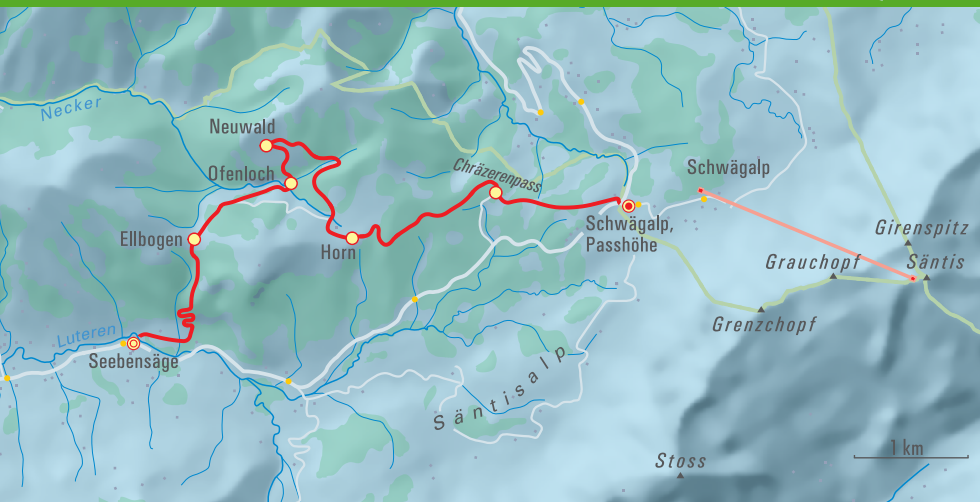 Necker
Neuwald
Ofenloch
Chräzerenpass
Schwägalp
Ellbogen
Horn
Schwägalp,
Passhöhe
Girenspitz
Grauchopf
Säntis
Grenzchopf
Luteren
Seebensäge
Säntisalp
Stoss
1 km